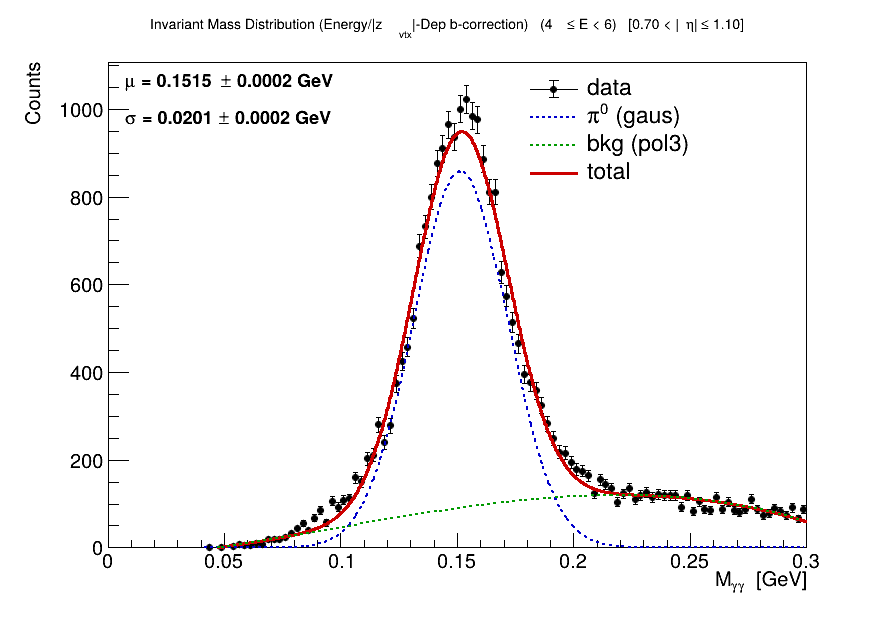 Invariant Mass Distribution (Energy/|z vtx|-Dep b-correction) (4 ≤ E < 6) [0.70 < | η| ≤ 1.10]
Counts
μ = 0.1515 ± 0.0002 GeV
σ = 0.0201 ± 0.0002 GeV
data
π⁰ (gaus)
bkg (pol3)
total
1000
800
600
400
200
0
0 0.05 0.1 0.15 0.2 0.25 0.3
Mγγ [GeV]